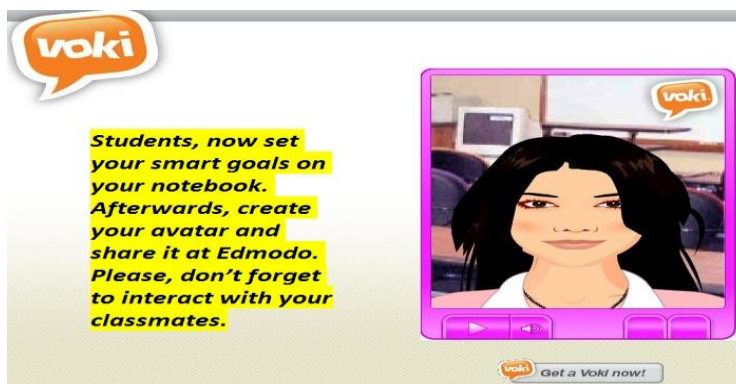 voki
voki
Students, now set
your smart goals on
your notebook.
Afterwards, create
your avatar and
share it at Edmodo.
Please, don't forget
to interact with your
classmates.
voki Get a Voki now!